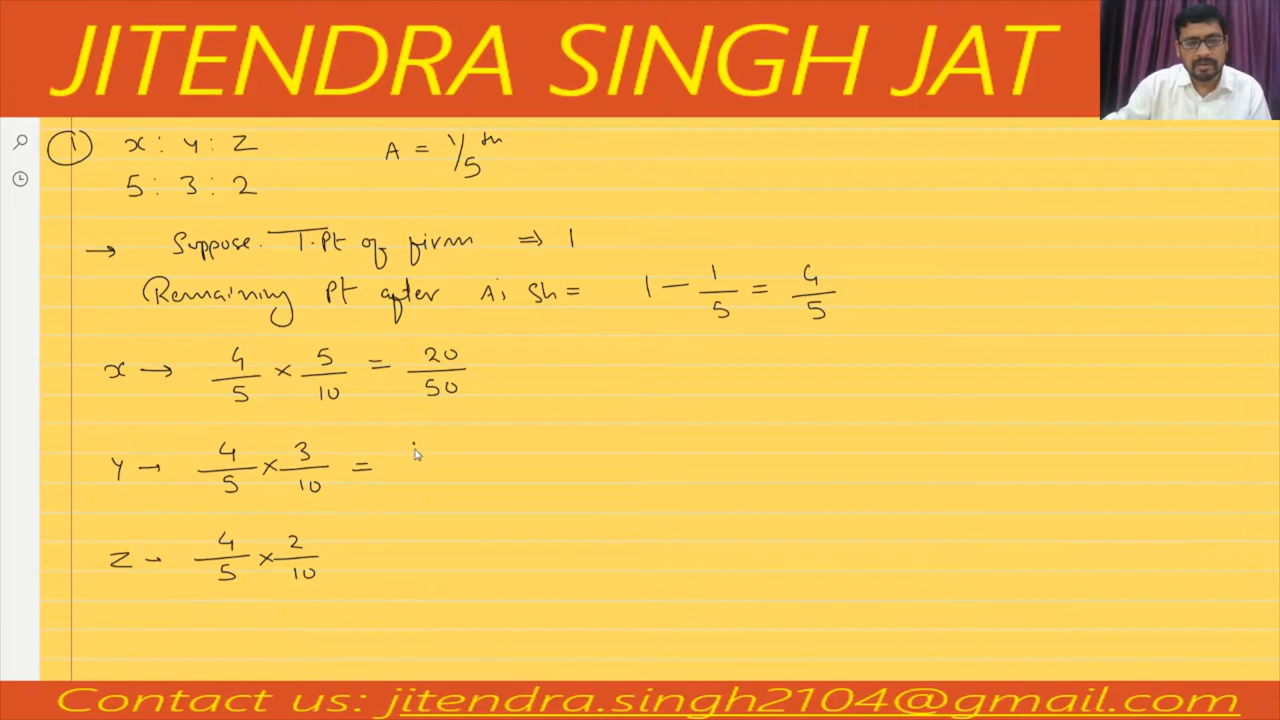 JITENDRA SINGH JAT
① x : y : z A = 1/5 th
5 : 3 : 2
→ Suppose. T.Pt of firm ⇒ 1
Remaining Pt after A's Sh = 1 - 1/5 = 4/5
x → 4/5 × 5/10 = 20/50
y → 4/5 × 3/10 =
z → 4/5 × 2/10
Contact us: jitendra.singh2104@gmail.com